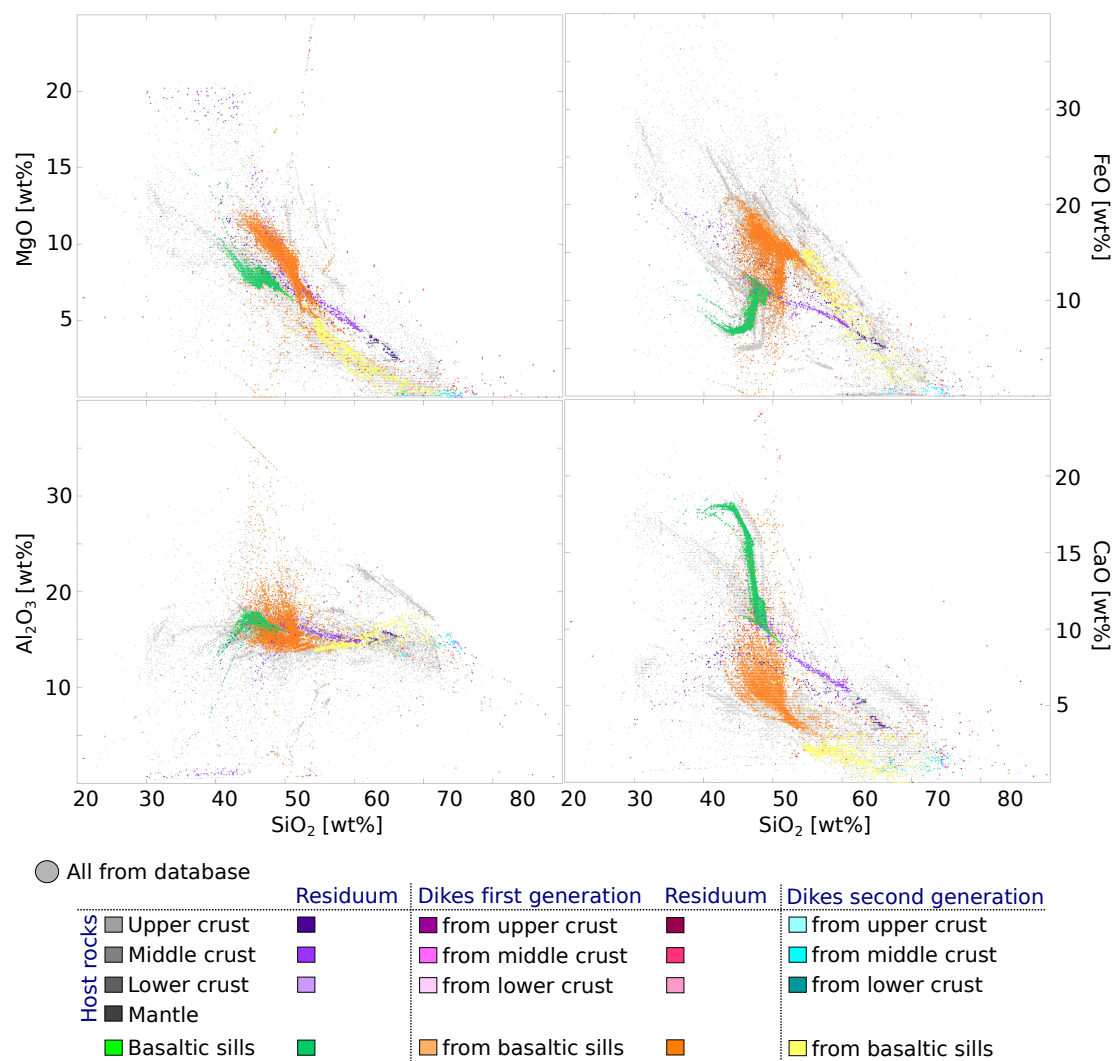 20
15
10
5
MgO [wt%]
30
20
10
FeO [wt%]
30
20
10
Al₂O₃ [wt%]
20
15
10
5
CaO [wt%]
20 30 40 50 60 70 80
SiO₂ [wt%]
20 30 40 50 60 70 80
SiO₂ [wt%]
All from database
Residuum Dikes first generation Residuum Dikes second generation
Host rocks
Upper crust from upper crust from upper crust
Middle crust from middle crust from middle crust
Lower crust from lower crust from lower crust
Mantle
Basaltic sills from basaltic sills from basaltic sills